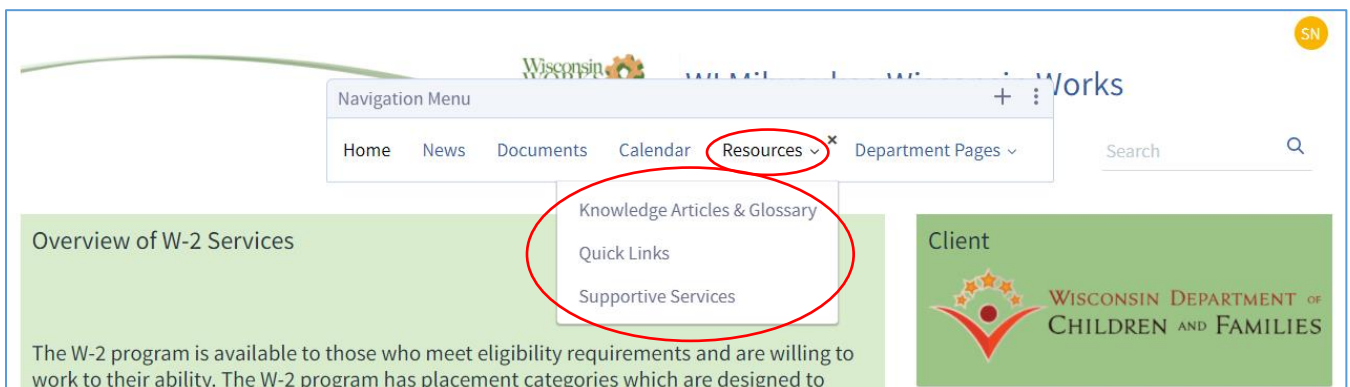 SN
Wisconsin
WORKS
WI Milwaukee Wisconsin Works
Navigation Menu
Home News Documents Calendar Resources Department Pages
Search
Knowledge Articles & Glossary
Quick Links
Supportive Services
Overview of W-2 Services
Client
WISCONSIN DEPARTMENT OF
CHILDREN AND FAMILIES
The W-2 program is available to those who meet eligibility requirements and are willing to
work to their ability. The W-2 program has placement categories which are designed to